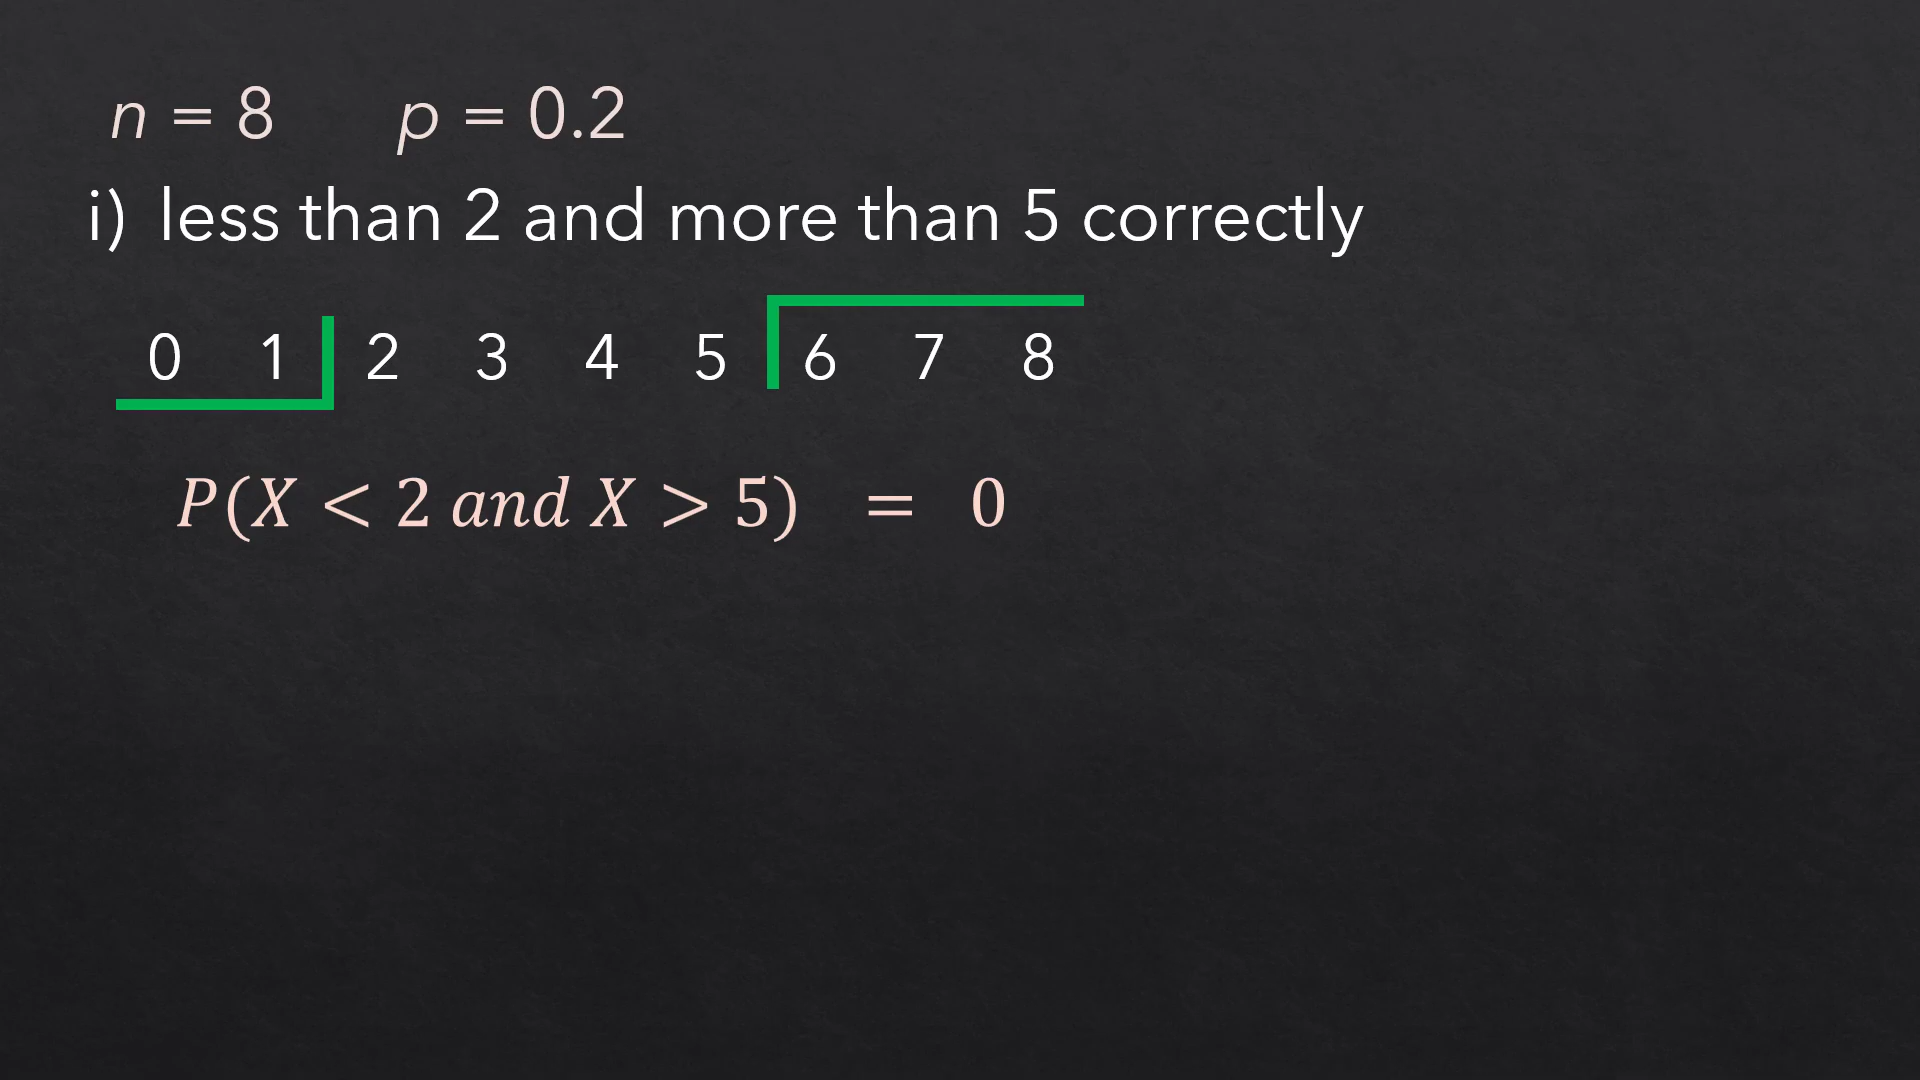 n = 8 p = 0.2
i) less than 2 and more than 5 correctly
0 1 2 3 4 5 6 7 8
P(X < 2 and X > 5) = 0